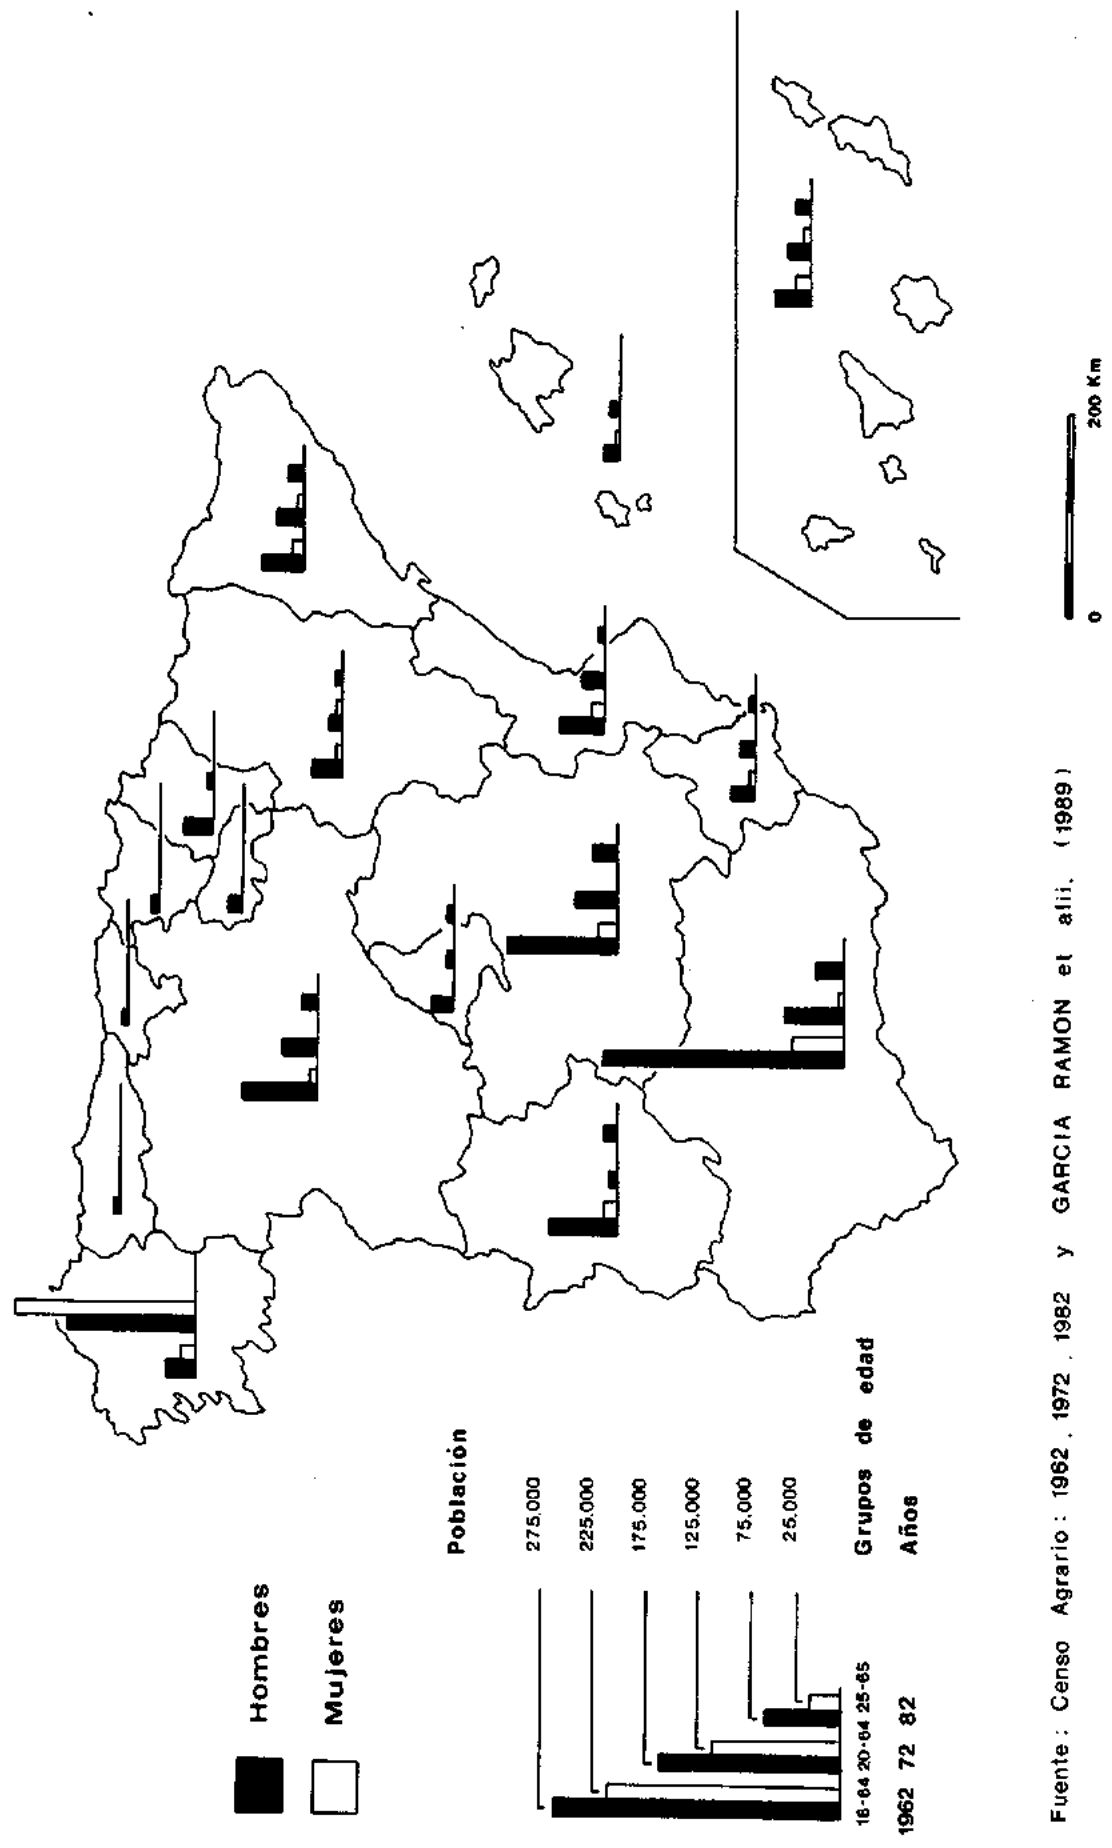 Hombres
Mujeres
Población
275.000
225.000
175.000
125.000
75.000
25.000
Grupos de edad
16-64 20-64 25-65
Años
1962 72 82
0 200 Km
Fuente: Censo Agrario: 1962, 1972, 1982 y GARCIA RAMON et alii. (1989)